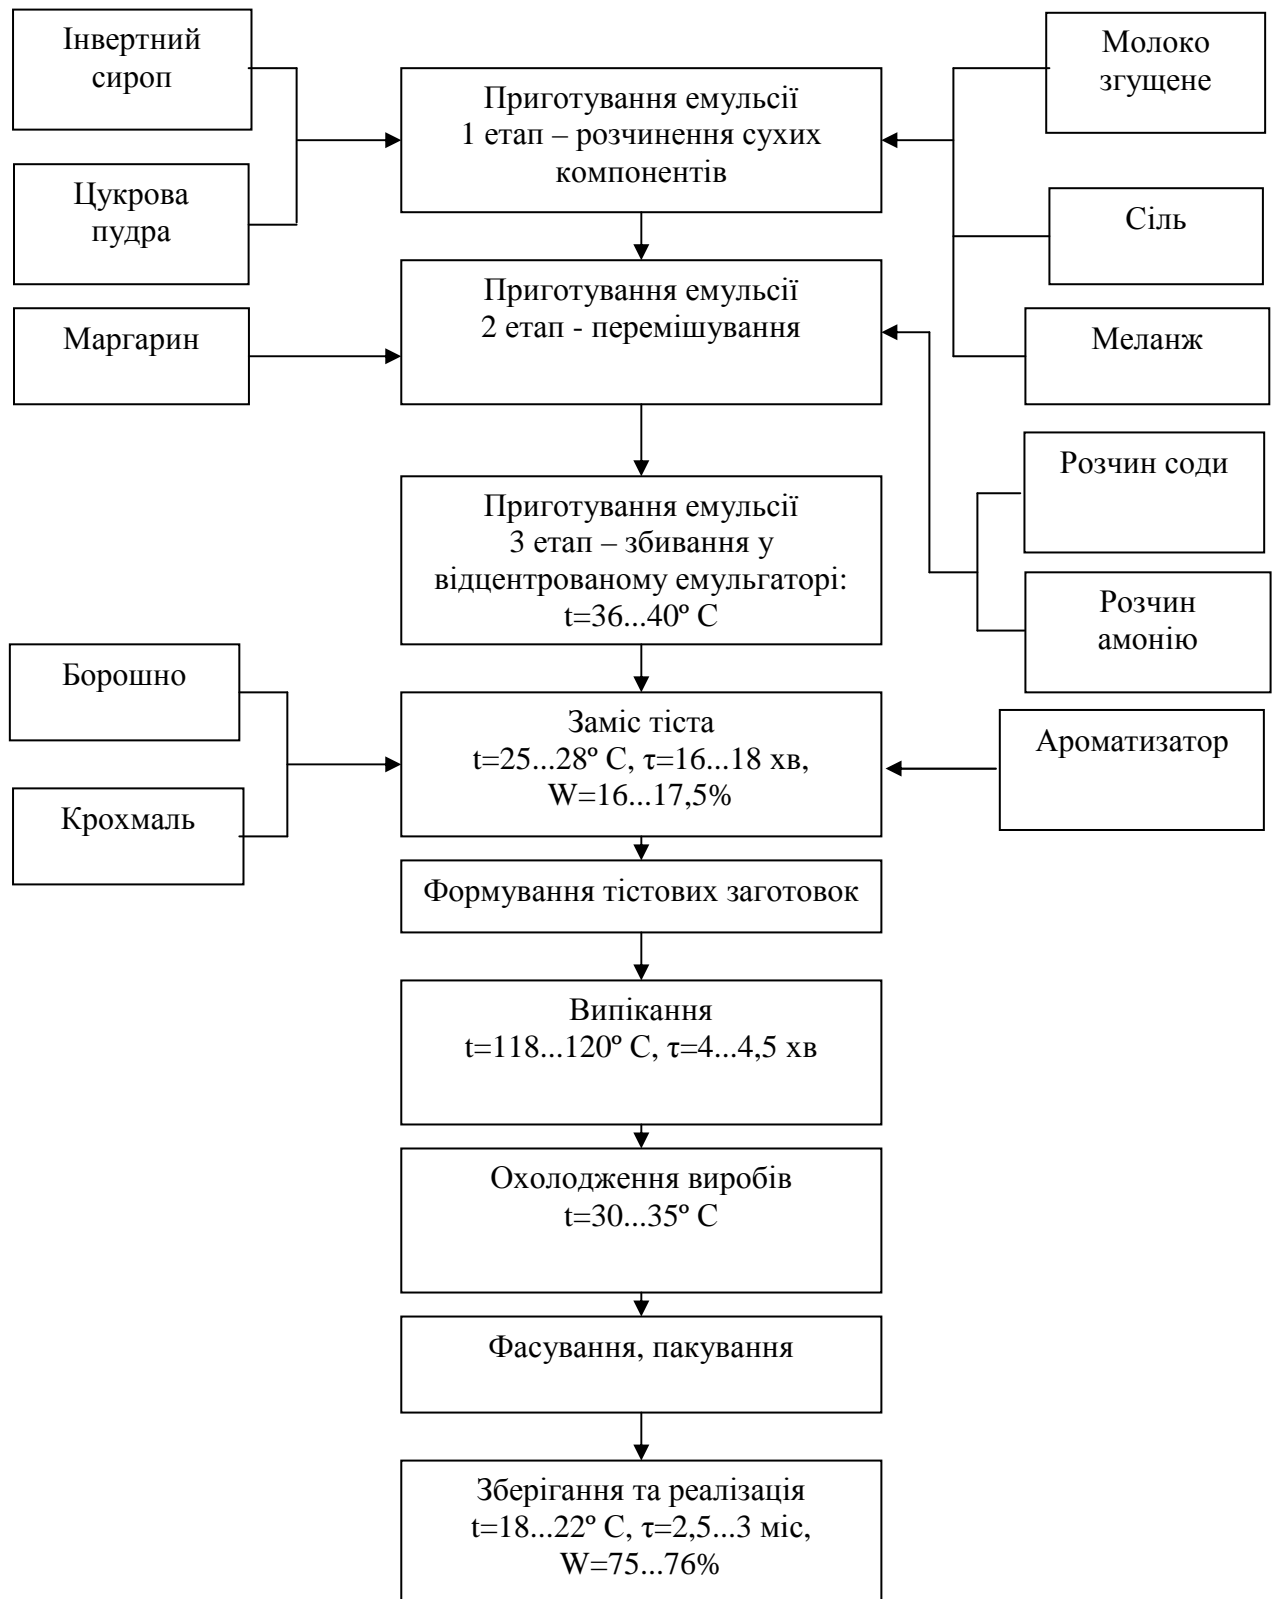 Інвертний
сироп
Молоко
згущене
Приготування емульсії
1 етап – розчинення сухих
компонентів
Цукрова
пудра
Сіль
Приготування емульсії
2 етап - перемішування
Маргарин
Меланж
Розчин соди
Приготування емульсії
3 етап – збивання у
відцентрованому емульгаторі:
t=36...40º С
Розчин
амонію
Борошно
Заміс тіста
t=25...28º С, τ=16...18 хв,
W=16...17,5%
Ароматизатор
Крохмаль
Формування тістових заготовок
Випікання
t=118...120º С, τ=4...4,5 хв
Охолодження виробів
t=30...35º С
Фасування, пакування
Зберігання та реалізація
t=18...22º С, τ=2,5...3 міс,
W=75...76%